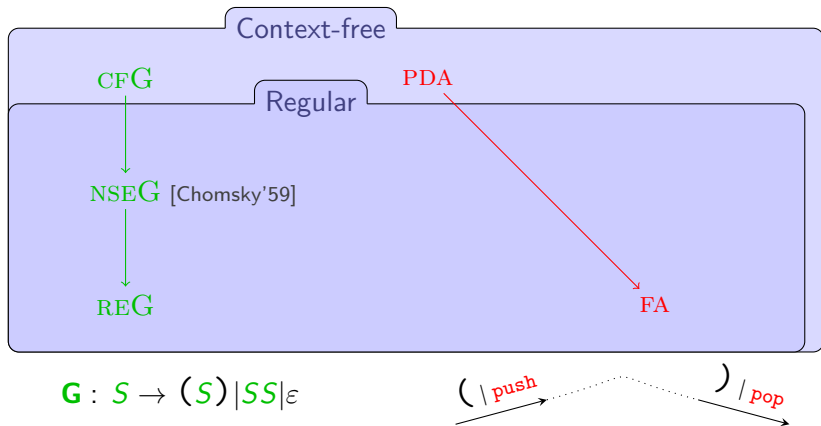 Context-free
CFG PDA
Regular
NSEG [Chomsky'59]
REG FA
G : S → (S)|SS|ε
( | push
) | pop